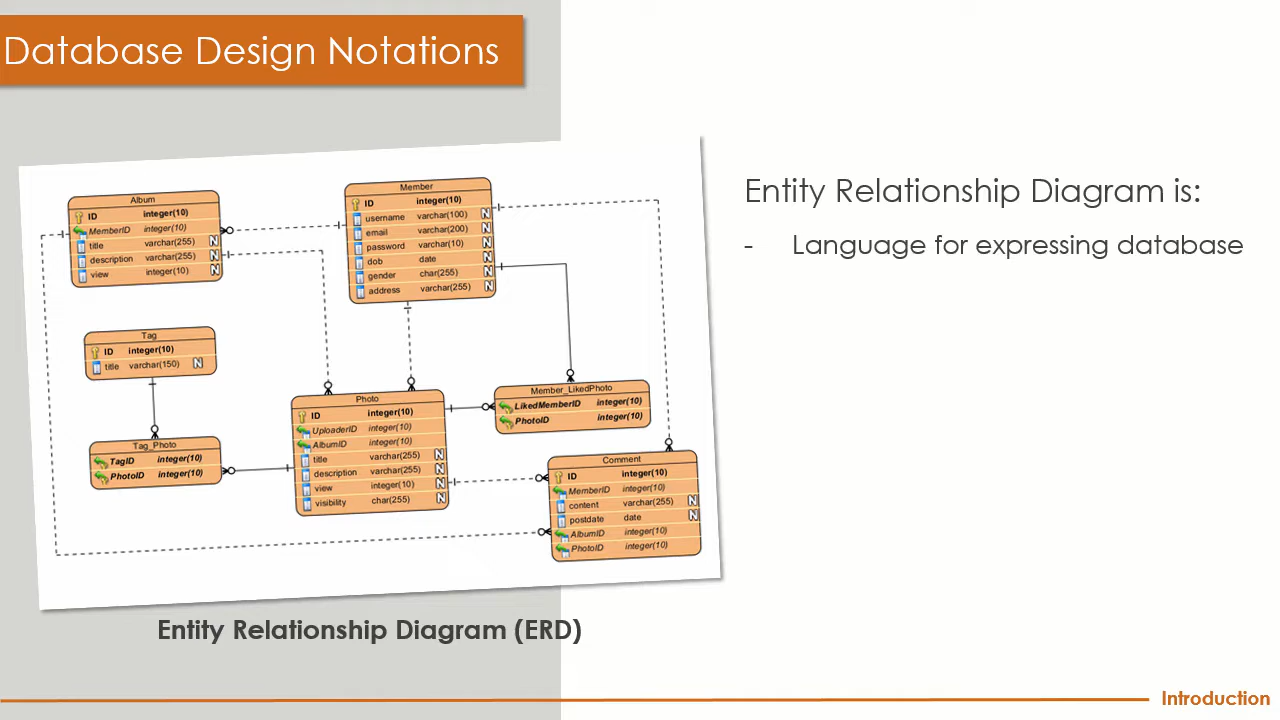 Database Design Notations
Entity Relationship Diagram is:
- Language for expressing database
Album
ID integer(10)
MemberID integer(10)
title varchar(255) N
description varchar(255) N
view integer(10) N
Member
ID integer(10)
username varchar(100) N
email varchar(200) N
password varchar(10) N
dob date N
gender char(255) N
address varchar(255) N
Tag
ID integer(10)
title varchar(150) N
Tag_Photo
TagID integer(10)
PhotoID integer(10)
Photo
ID integer(10)
UploaderID integer(10)
AlbumID integer(10)
title varchar(255) N
description varchar(255) N
view integer(10) N
visibility char(255) N
Member_LikedPhoto
LikedMemberID integer(10)
PhotoID integer(10)
Comment
ID integer(10)
MemberID integer(10)
content varchar(255) N
postdate date N
AlbumID integer(10)
PhotoID integer(10)
Entity Relationship Diagram (ERD)
Introduction